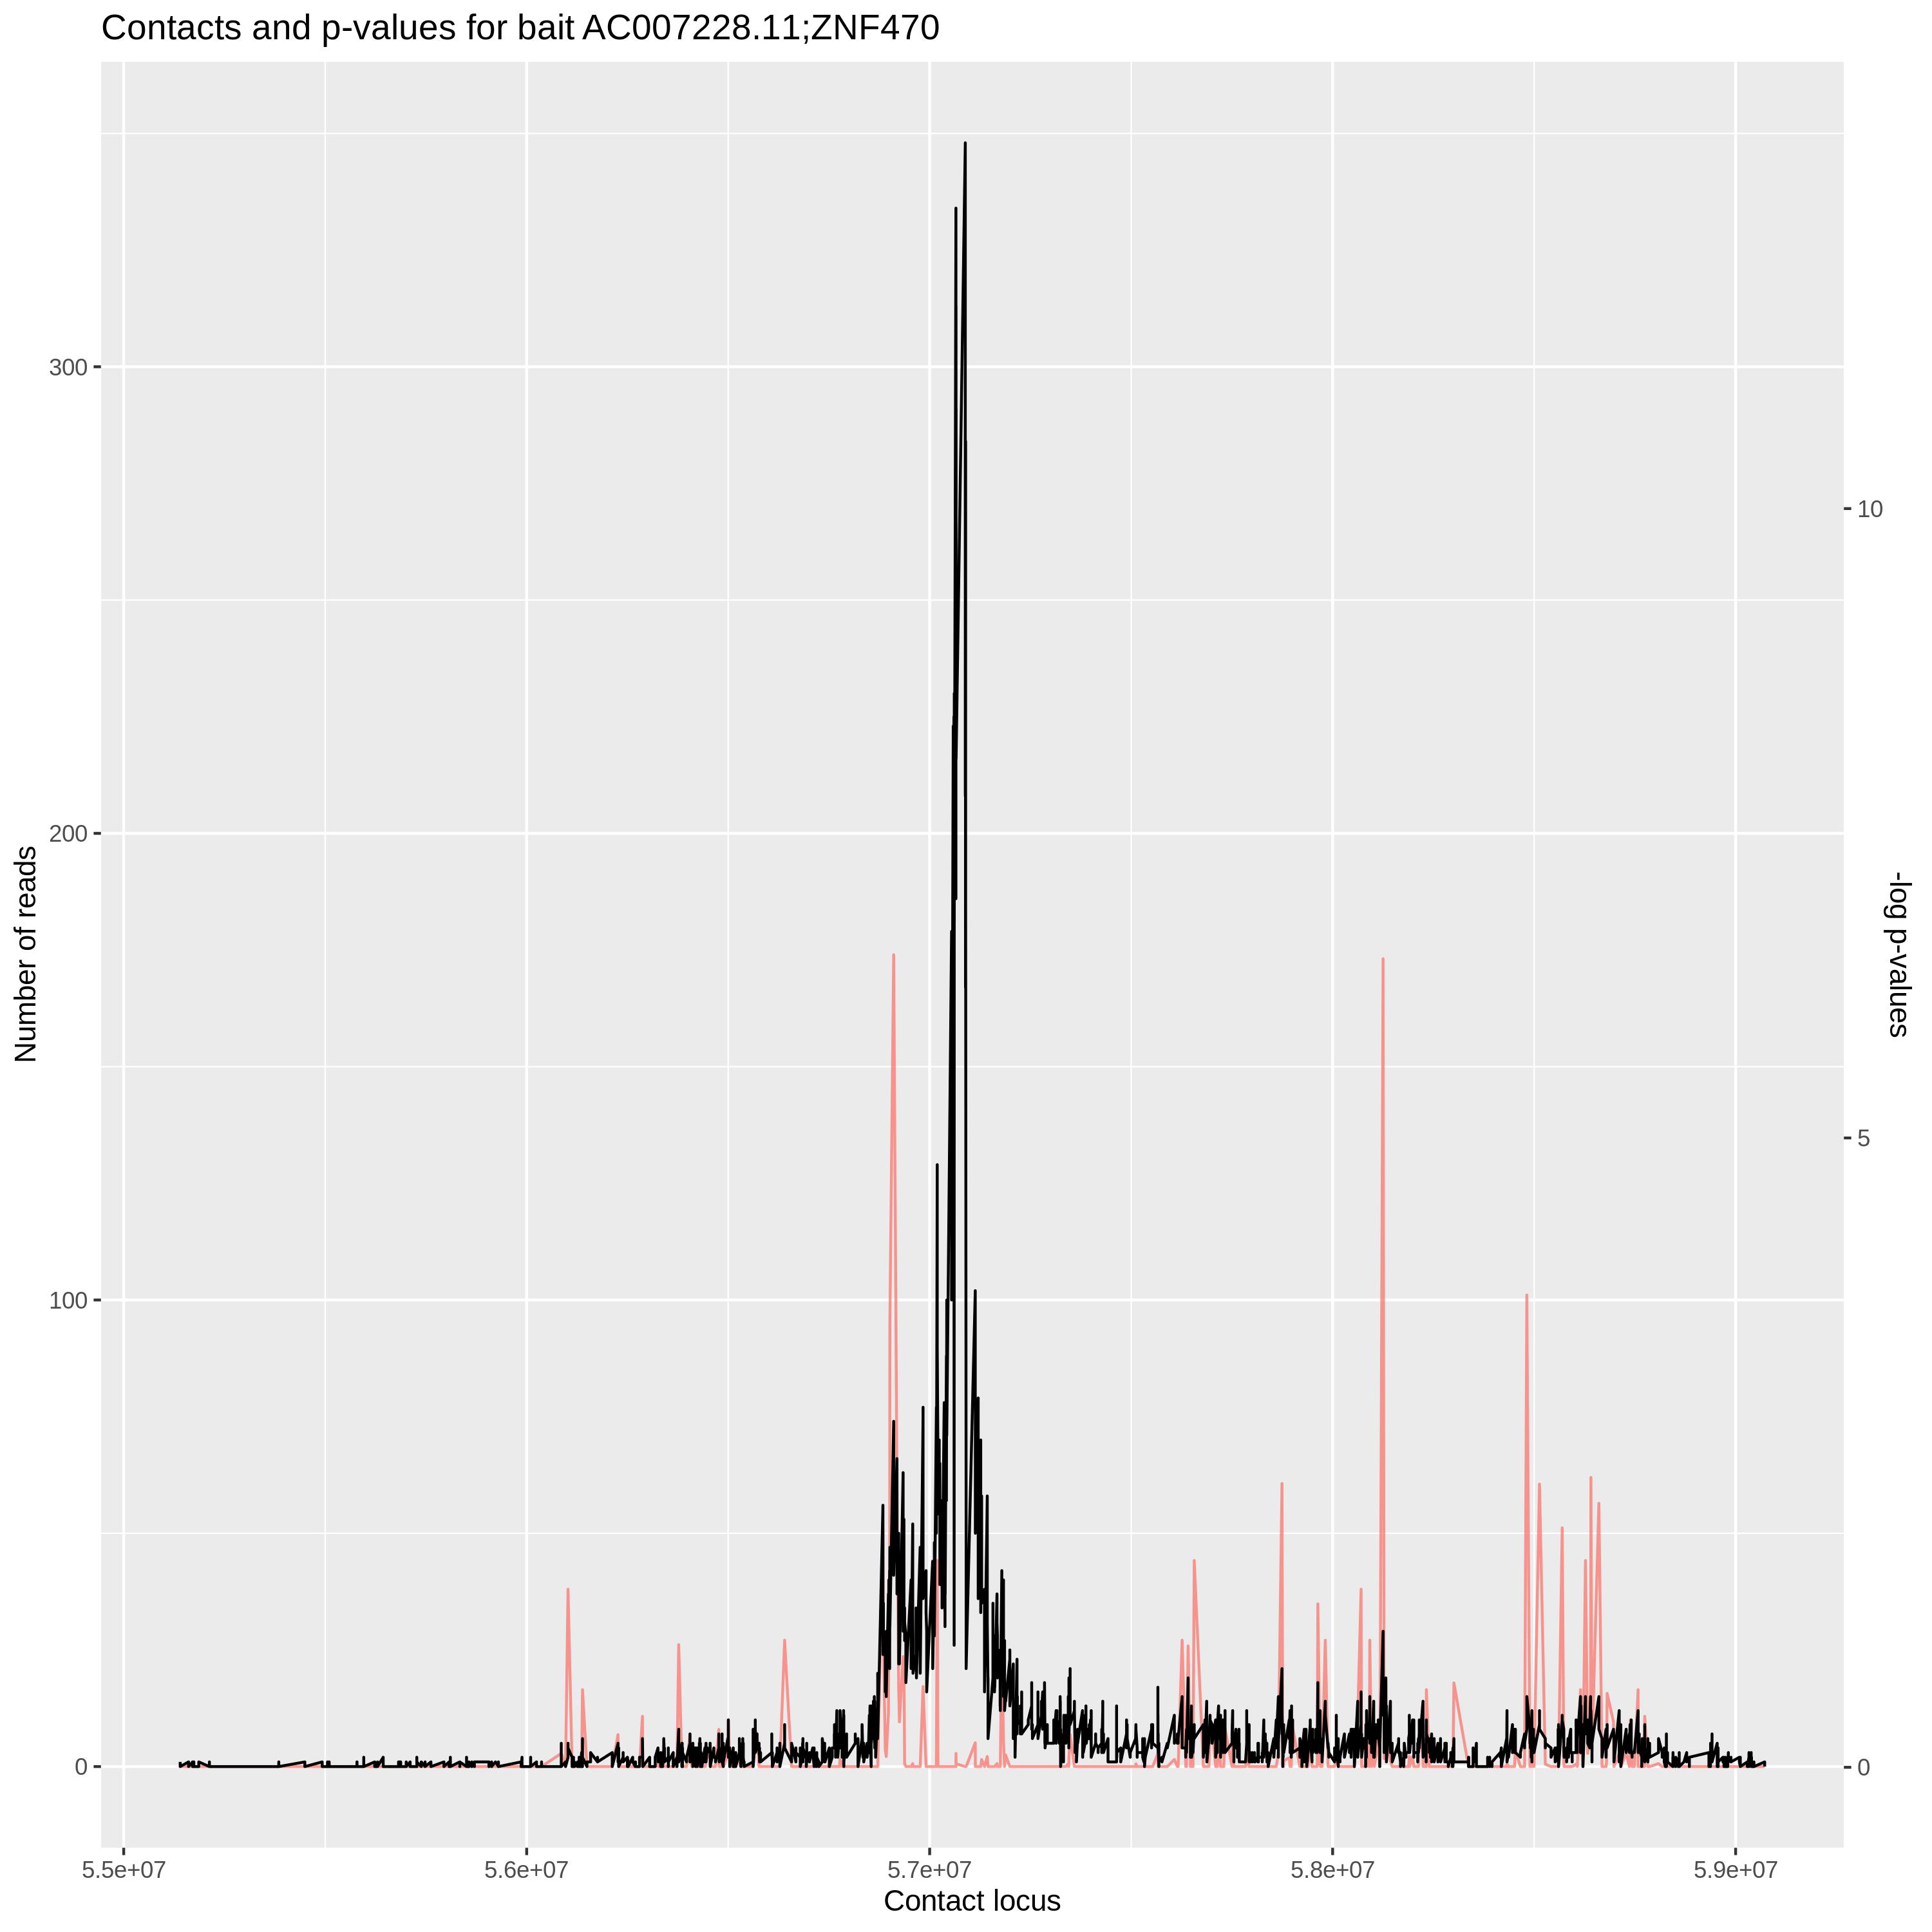 Contacts and p-values for bait AC007228.11;ZNF470
Number of reads
300
200
100
0
10
5
0
-log p-values
5.5e+07
5.6e+07
5.7e+07
5.8e+07
5.9e+07
Contact locus